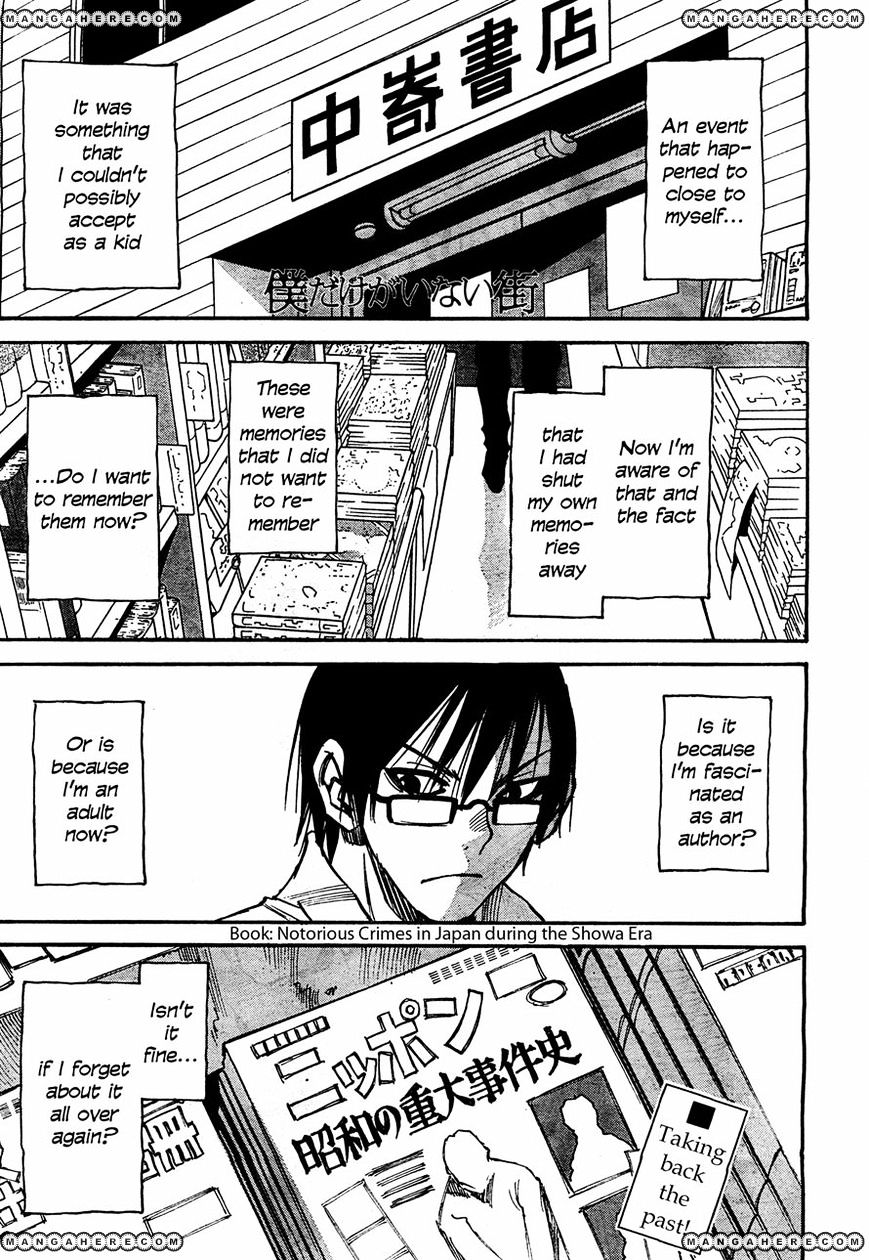 MANGAHERE.COM
MANGAHERE.COM
中嵜書店
An event
that hap-
pened to
close to
myself...
It was
something
that
I couldn't
possibly
accept
as a kid
僕だけがいない街
Now I'm
aware of
that and
the fact
that
I had
shut
my own
memo-
ries
away
These
were
memories
that I did
not want
to re-
member
...Do I want
to remember
them now?
Is it
because
I'm fasci-
nated
as an
author?
Or is
because
I'm an
adult
now?
Book: Notorious Crimes in Japan during the Showa Era
ニッポン
昭和の重大事件史
Isn't
it
fine...
if I forget
about it
all over
again?
Taking
back
the
past!
MANGAHERE.COM
MANGAHERE.COM